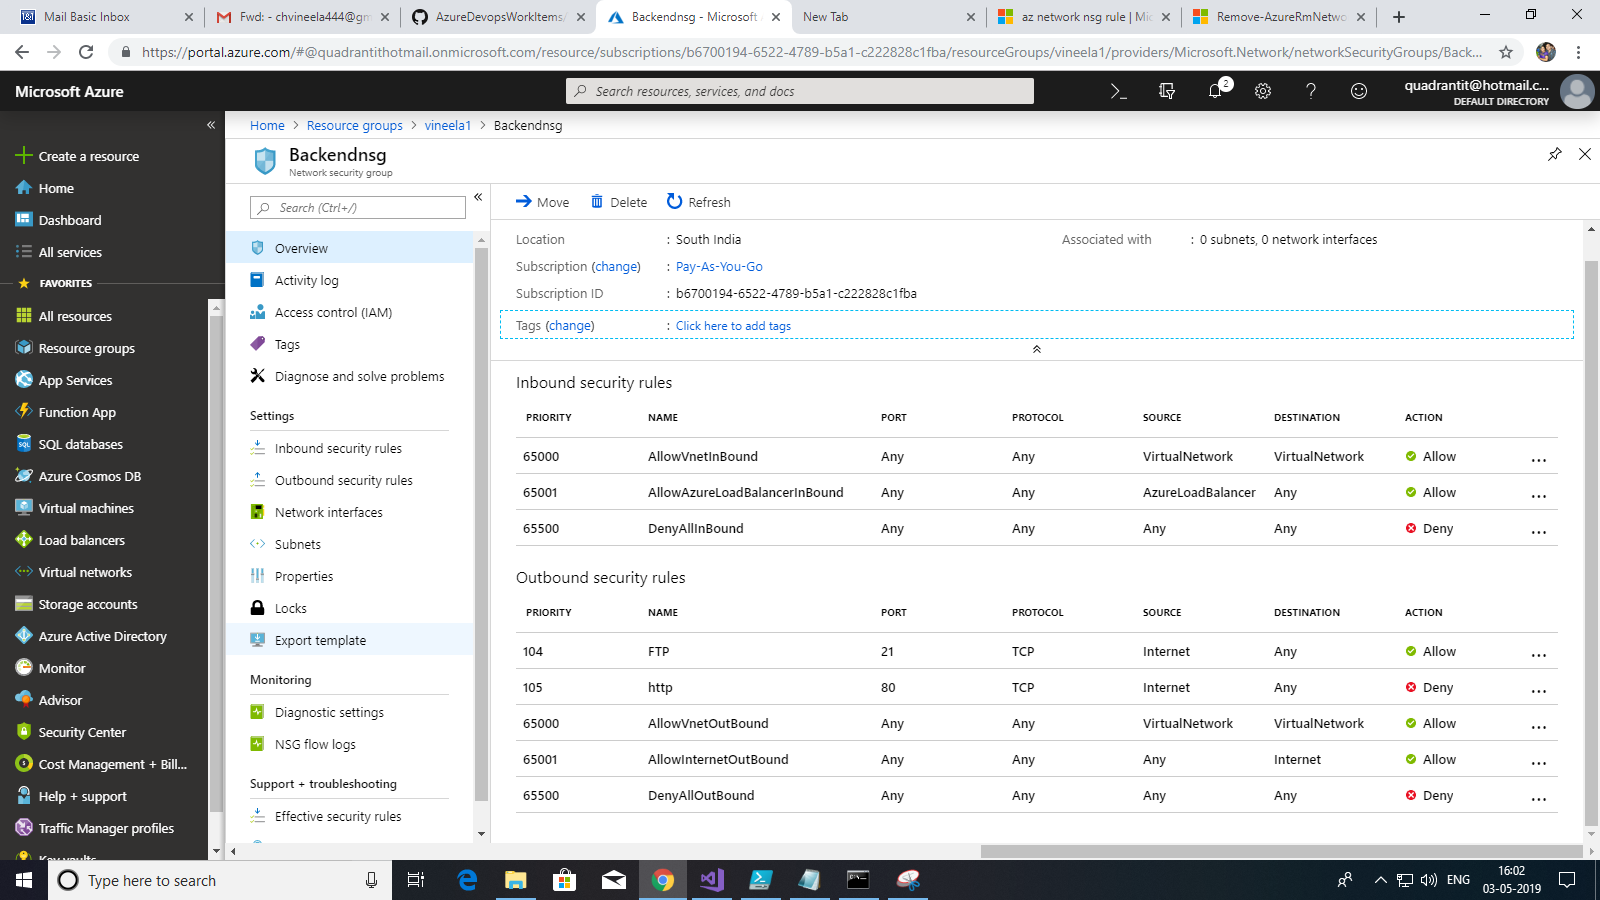 Mail Basic Inbox
Fwd: - chvineela444@gm
AzureDevopsWorkItems/
Backendnsg - Microsoft A
New Tab
az network nsg rule | Mic
Remove-AzureRmNetwo
https://portal.azure.com/#@quadrantithotmail.onmicrosoft.com/resource/subscriptions/b6700194-6522-4789-b5a1-c222828c1fba/resourceGroups/vineela1/providers/Microsoft.Network/networkSecurityGroups/Back...
Microsoft Azure
Search resources, services, and docs
2
quadrantit@hotmail.c...
DEFAULT DIRECTORY
Create a resource
Home
Dashboard
All services
FAVORITES
All resources
Resource groups
App Services
Function App
SQL databases
Azure Cosmos DB
Virtual machines
Load balancers
Virtual networks
Storage accounts
Azure Active Directory
Monitor
Advisor
Security Center
Cost Management + Bill...
Help + support
Traffic Manager profiles
Key vaults
Home > Resource groups > vineela1 > Backendnsg
Backendnsg
Network security group
Search (Ctrl+/)
Overview
Activity log
Access control (IAM)
Tags
Diagnose and solve problems
Settings
Inbound security rules
Outbound security rules
Network interfaces
Subnets
Properties
Locks
Export template
Monitoring
Diagnostic settings
NSG flow logs
Support + troubleshooting
Effective security rules
Move Delete Refresh
Location : South India Associated with : 0 subnets, 0 network interfaces
Subscription (change) : Pay-As-You-Go
Subscription ID : b6700194-6522-4789-b5a1-c222828c1fba
Tags (change) : Click here to add tags
Inbound security rules
PRIORITY NAME PORT PROTOCOL SOURCE DESTINATION ACTION
65000 AllowVnetInBound Any Any VirtualNetwork VirtualNetwork Allow ...
65001 AllowAzureLoadBalancerInBound Any Any AzureLoadBalancer Any Allow ...
65500 DenyAllInBound Any Any Any Any Deny ...
Outbound security rules
PRIORITY NAME PORT PROTOCOL SOURCE DESTINATION ACTION
104 FTP 21 TCP Internet Any Allow ...
105 http 80 TCP Internet Any Deny ...
65000 AllowVnetOutBound Any Any VirtualNetwork VirtualNetwork Allow ...
65001 AllowInternetOutBound Any Any Any Internet Allow ...
65500 DenyAllOutBound Any Any Any Any Deny ...
Type here to search
ENG
16:02
03-05-2019